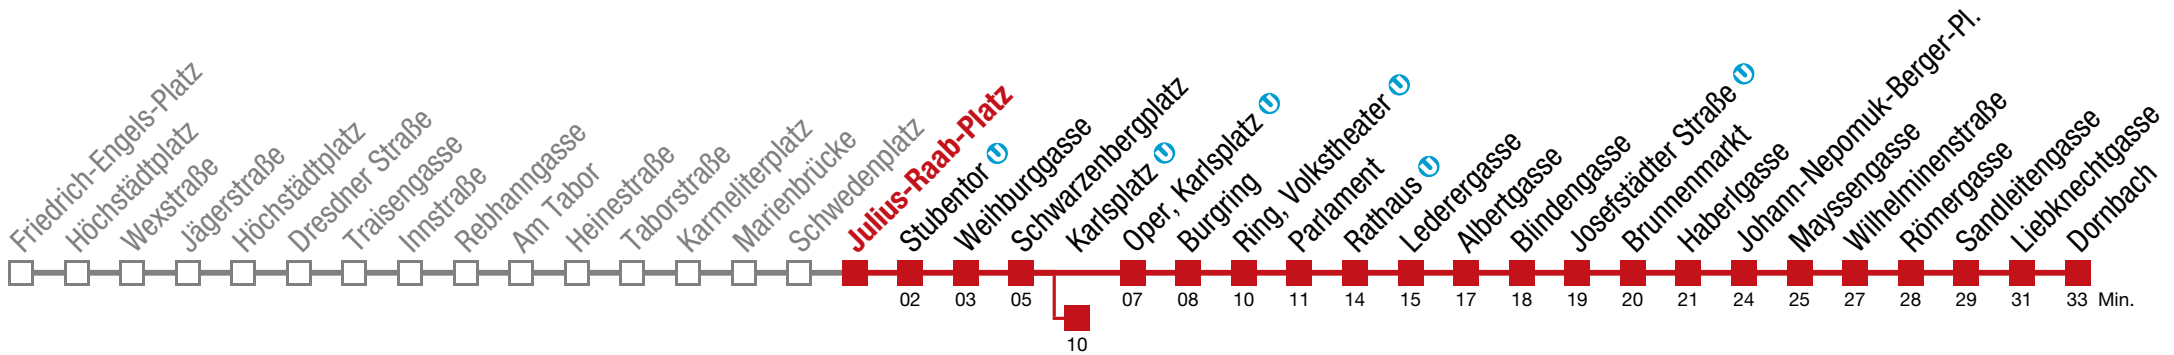 Friedrich-Engels-Platz
Höchstädtplatz
Wexstraße
Jägerstraße
Höchstädtplatz
Dresdner Straße
Traisengasse
Innstraße
Rebhanngasse
Am Tabor
Heinestraße
Taborstraße
Karmeliterplatz
Marienbrücke
Schwedenplatz
Julius-Raab-Platz
Stubentor U
Weihburggasse
Schwarzenbergplatz
Karlsplatz U
Oper, Karlsplatz U
Burgring
Ring, Volkstheater U
Parlament
Rathaus U
Lederergasse
Albertgasse
Blindengasse
Josefstädter Straße U
Brunnenmarkt
Haberlgasse
Johann-Nepomuk-Berger-Pl.
Mayssengasse
Wilhelminenstraße
Römergasse
Sandleitengasse
Liebknechtgasse
Dornbach
02 03 05 07 08 10 11 14 15 17 18 19 20 21 24 25 27 28 29 31 33 Min.
10